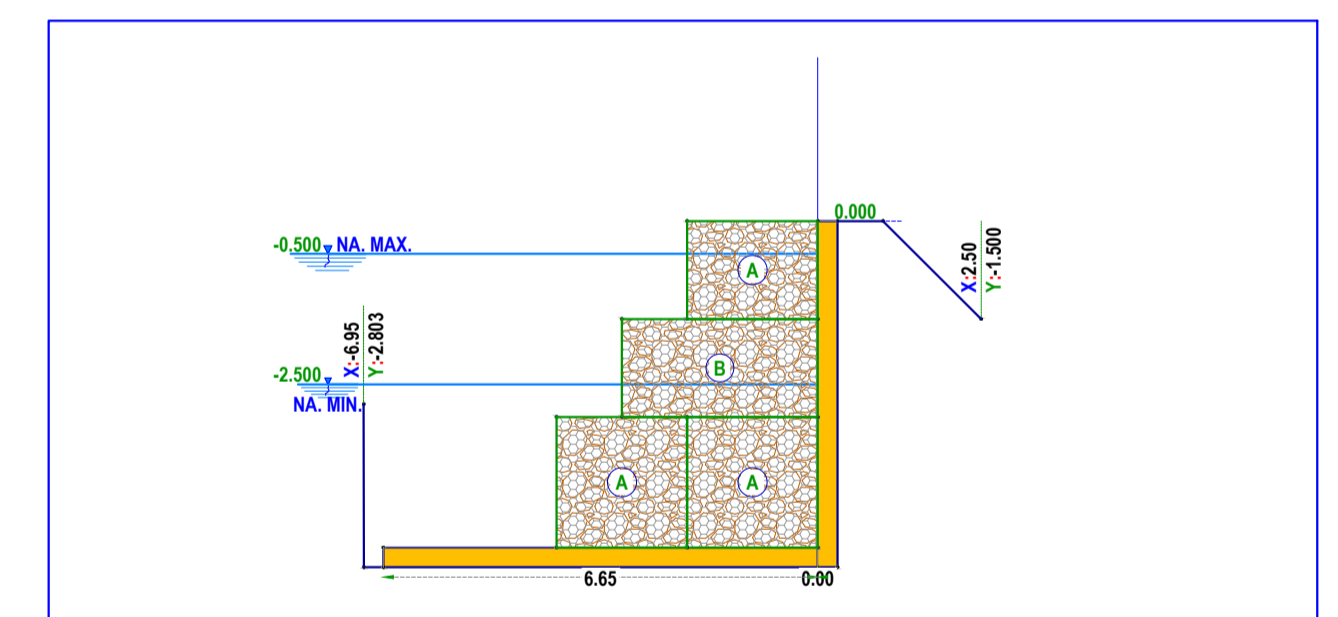 0.000
-0.500 NA. MAX.
A
X:2.50
Y:-1.500
X:-6.95
Y:-2.803
B
-2.500
NA. MIN.
A
A
6.65
0.00